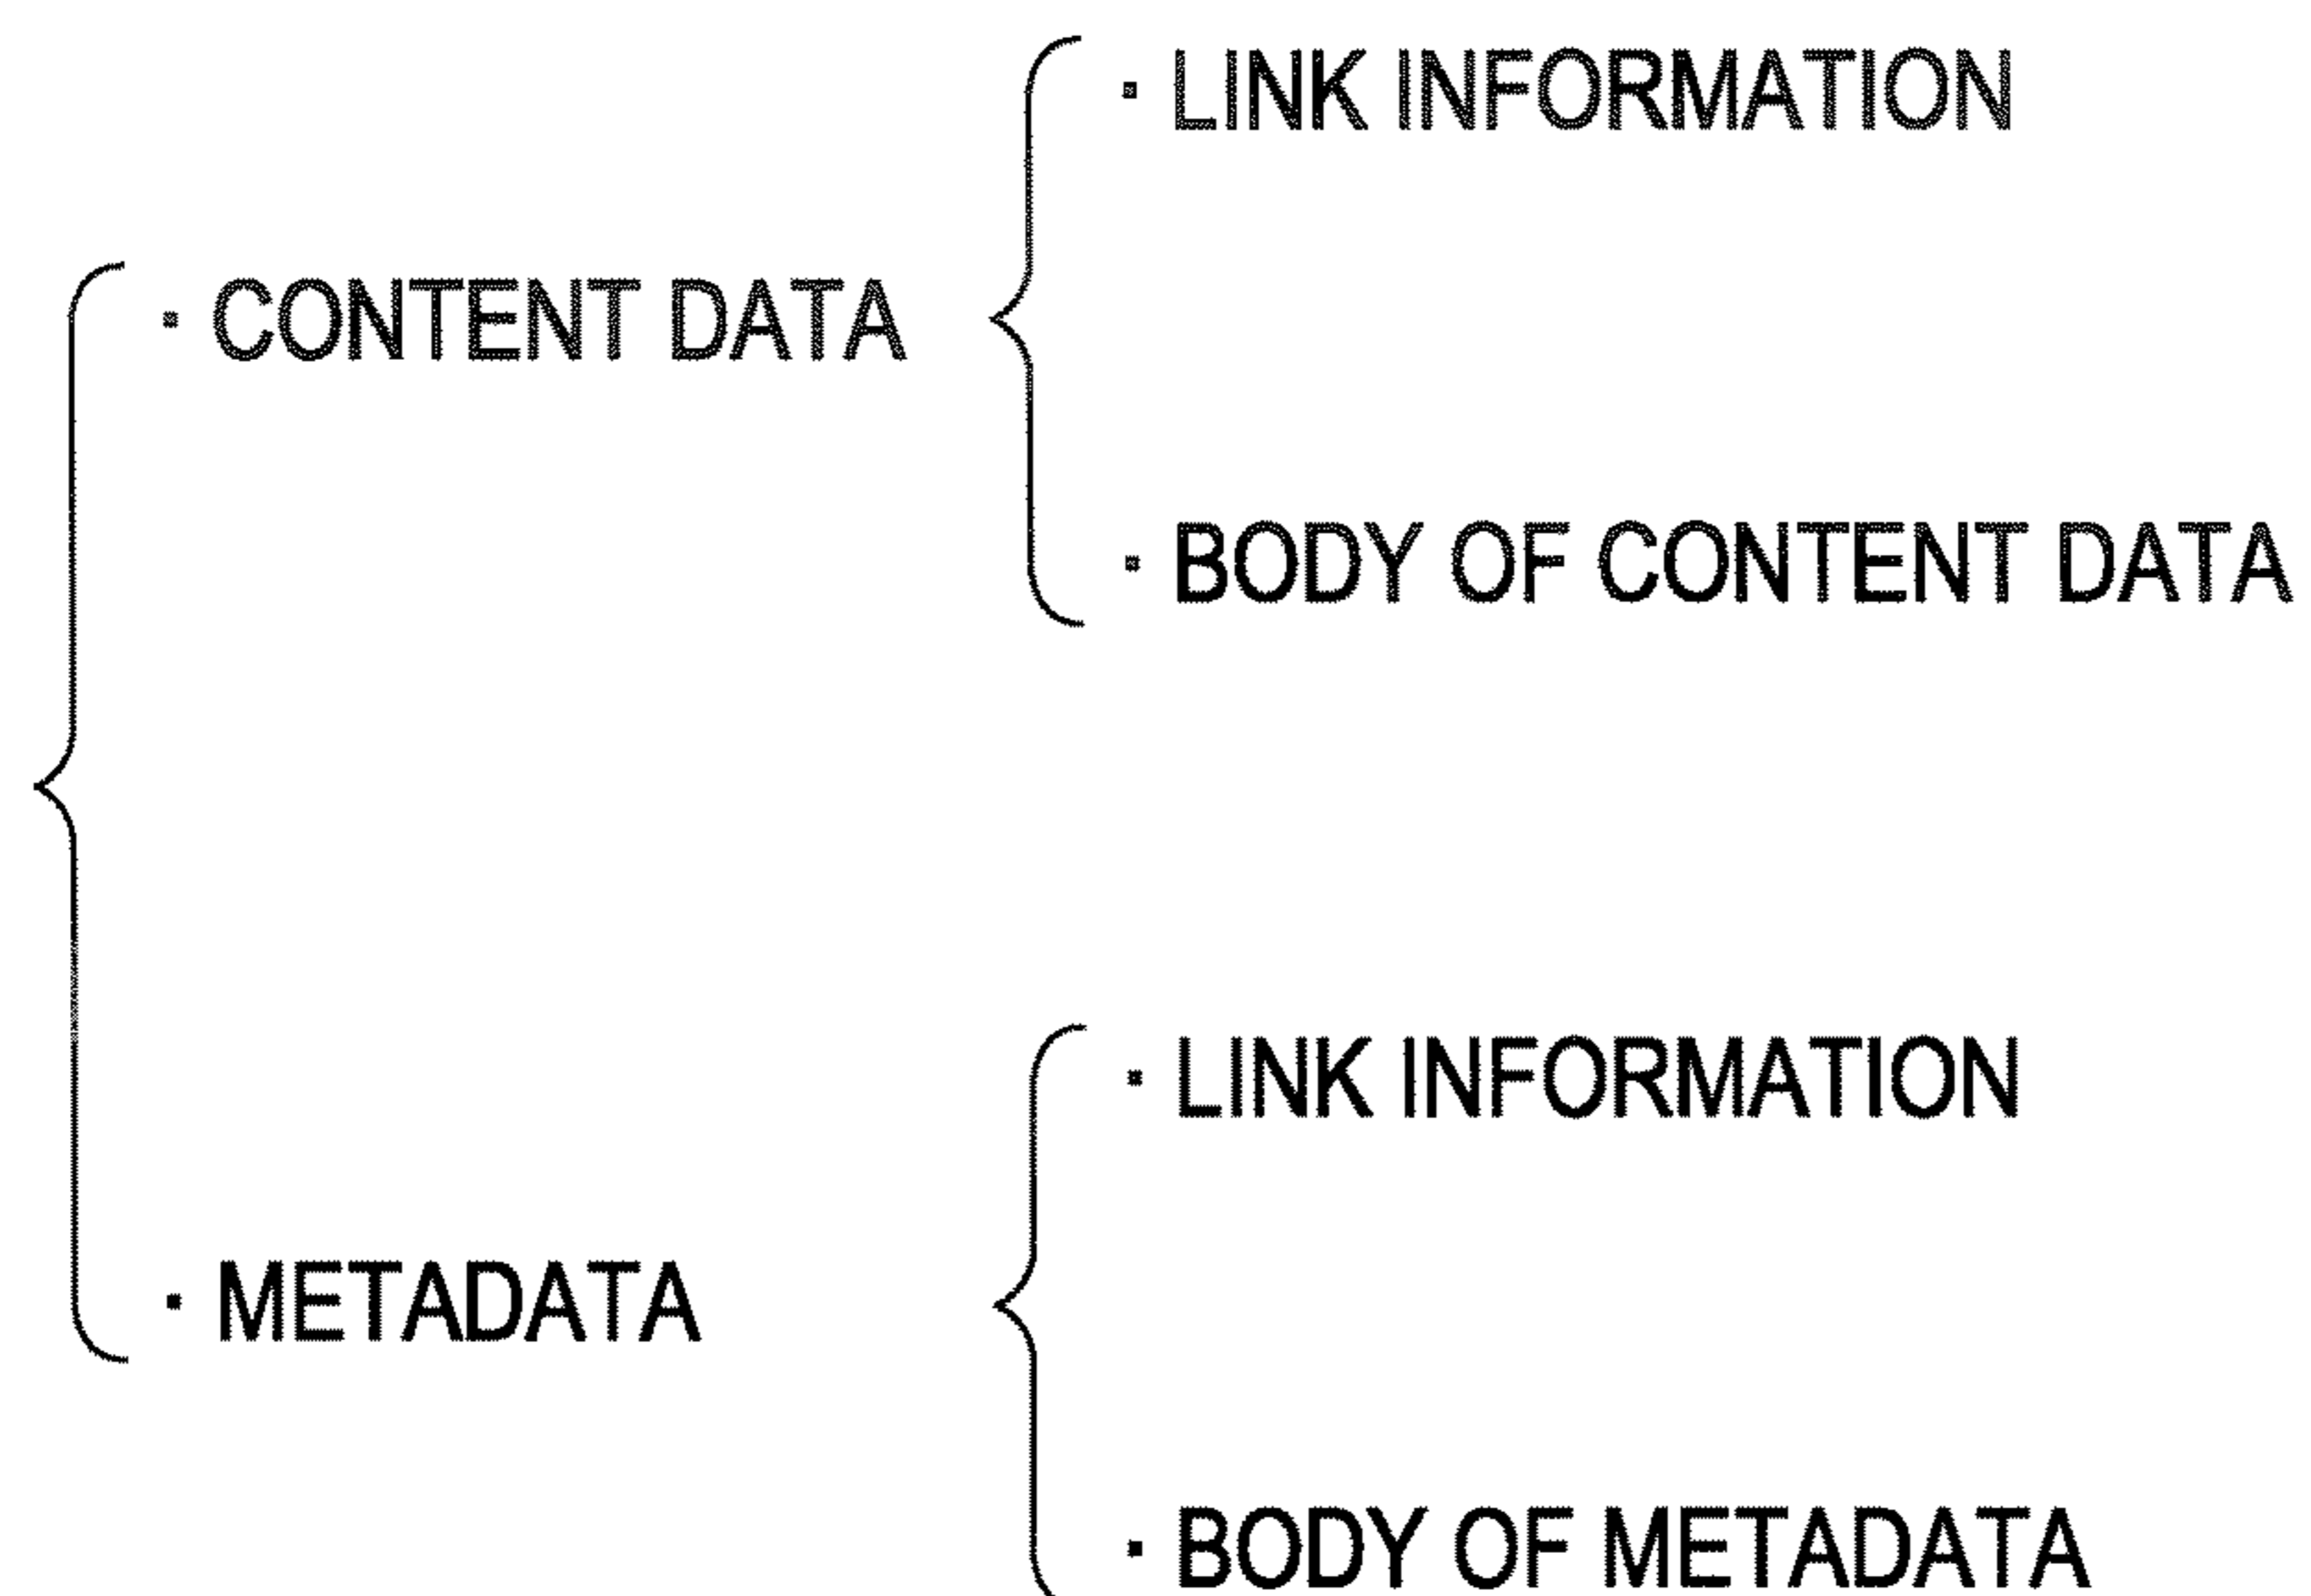 · LINK INFORMATION
· CONTENT DATA
· BODY OF CONTENT DATA
· LINK INFORMATION
· METADATA
· BODY OF METADATA